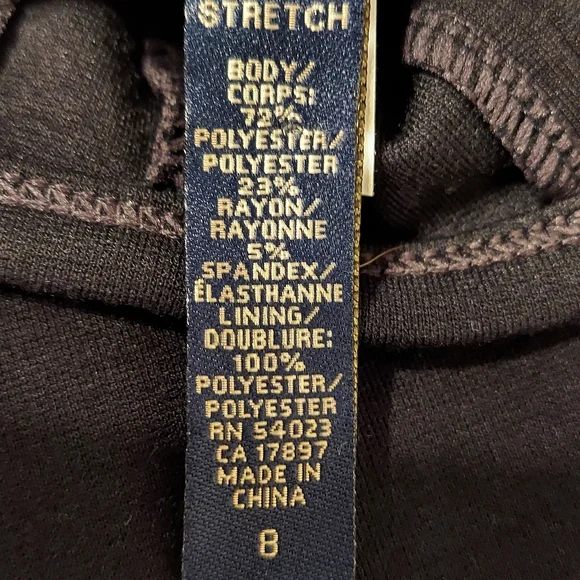 STRETCH
BODY/
CORPS:
72%
POLYESTER/
POLYESTER
23%
RAYON/
RAYONNE
5%
SPANDEX/
ÉLASTHANNE
LINING/
DOUBLURE:
100%
POLYESTER/
POLYESTER
RN 54023
CA 17897
MADE IN
CHINA
8